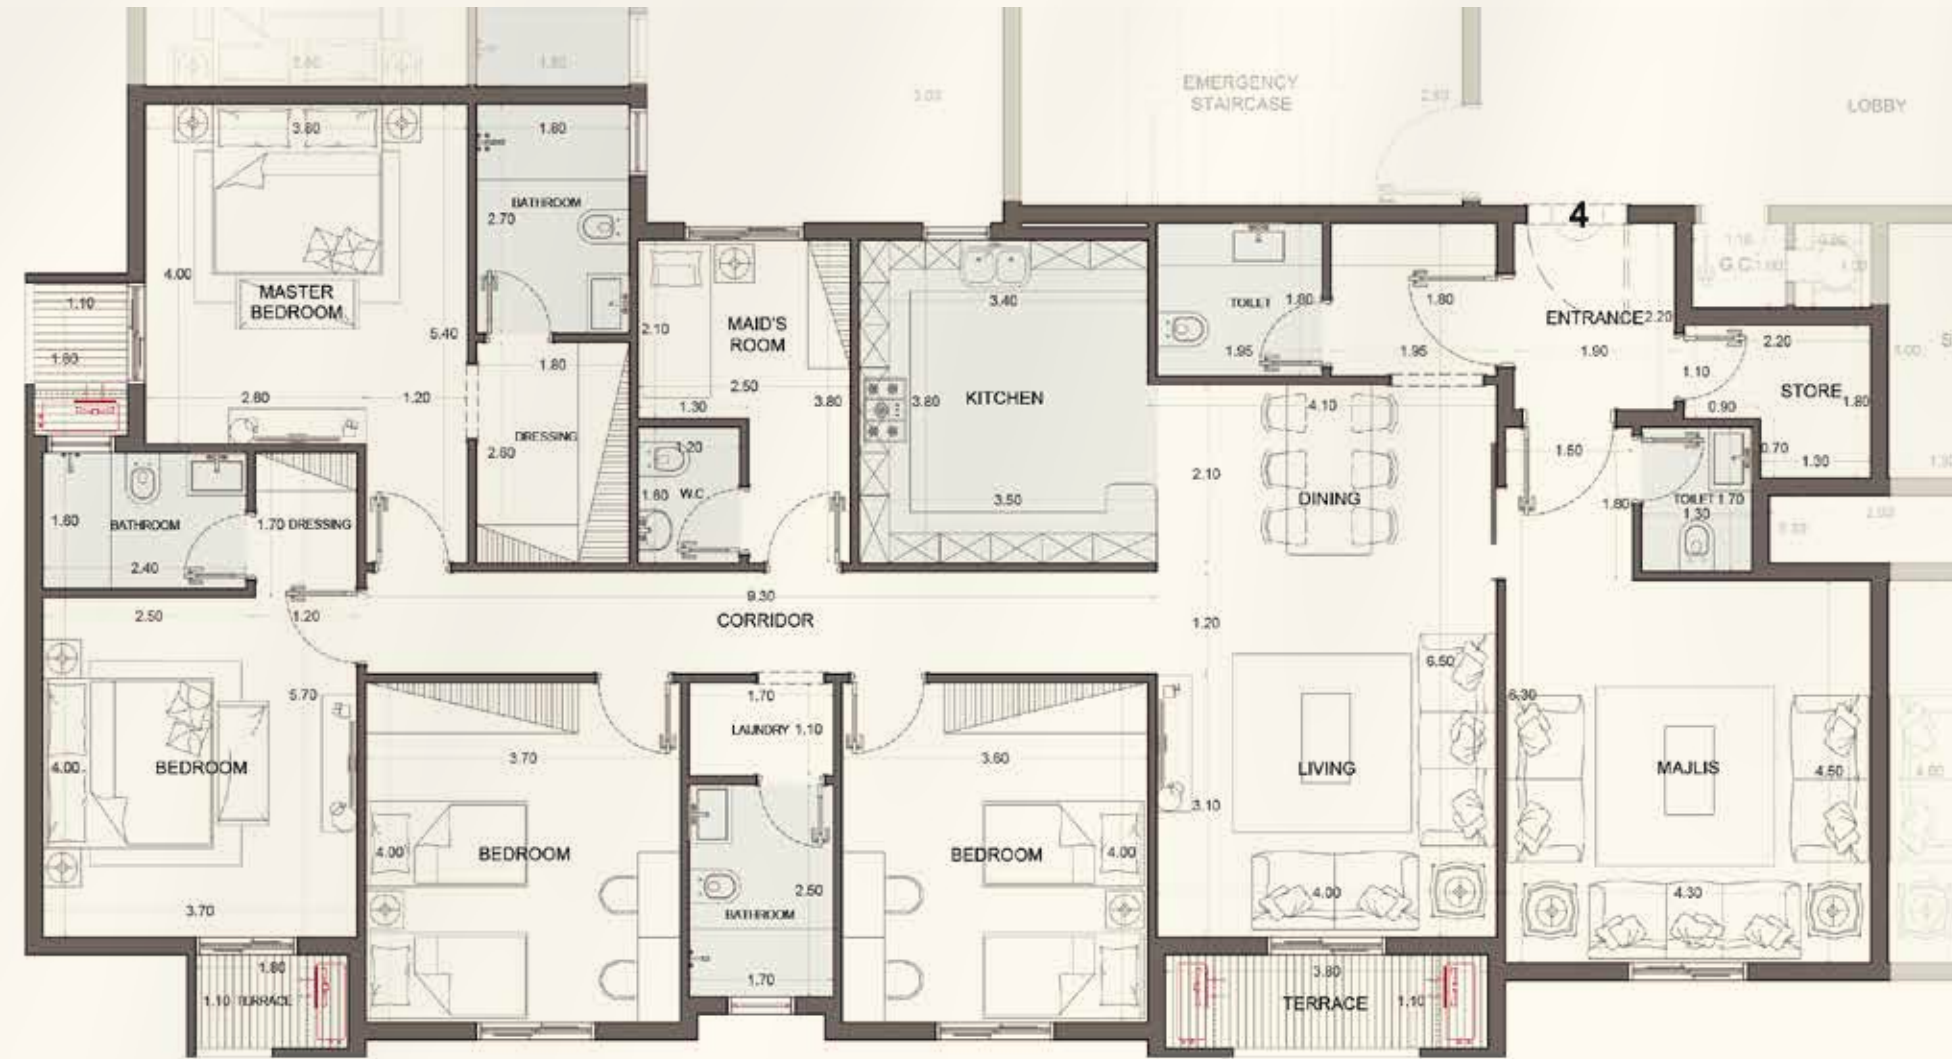 3.03
EMERGENCY
STAIRCASE
LOBBY
3.80
1.80
4
BATHROOM
2.70
4.00
MASTER
BEDROOM
5.40
1.10
1.80
2.80
1.20
1.80
DRESSING
2.60
2.10
MAID'S
ROOM
2.50
1.30
3.80
1.20
1.60
W.C.
3.40
3.80
KITCHEN
3.50
TOILET
1.80
1.95
1.80
1.95
ENTRANCE
2.20
1.90
G.C.
2.20
1.10
STORE
1.80
0.90
0.70
1.30
1.50
1.80
TOILET
1.70
1.30
4.10
2.10
DINING
1.60
BATHROOM
2.40
1.70
DRESSING
2.50
1.20
9.30
CORRIDOR
1.20
5.70
4.00
BEDROOM
3.70
1.80
1.10
TERRACE
3.70
4.00
BEDROOM
1.70
LAUNDRY
1.10
2.50
BATHROOM
1.70
3.60
BEDROOM
4.00
6.50
LIVING
3.10
4.00
3.80
TERRACE
1.10
6.30
MAJLIS
4.50
4.30